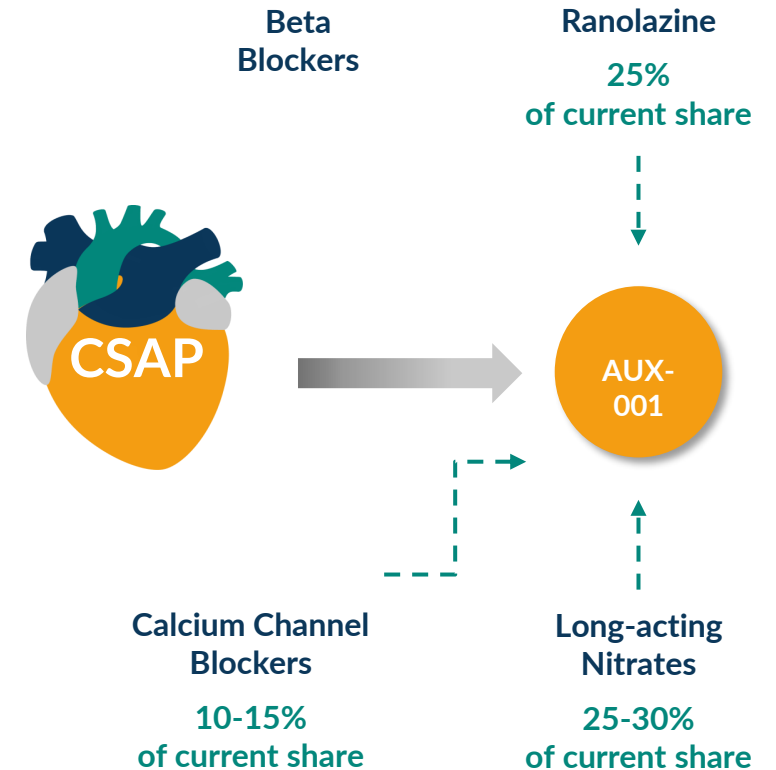 Beta
Blockers
Ranolazine
25%
of current share
CSAP
AUX-
001
Calcium Channel
Blockers
10-15%
of current share
Long-acting
Nitrates
25-30%
of current share